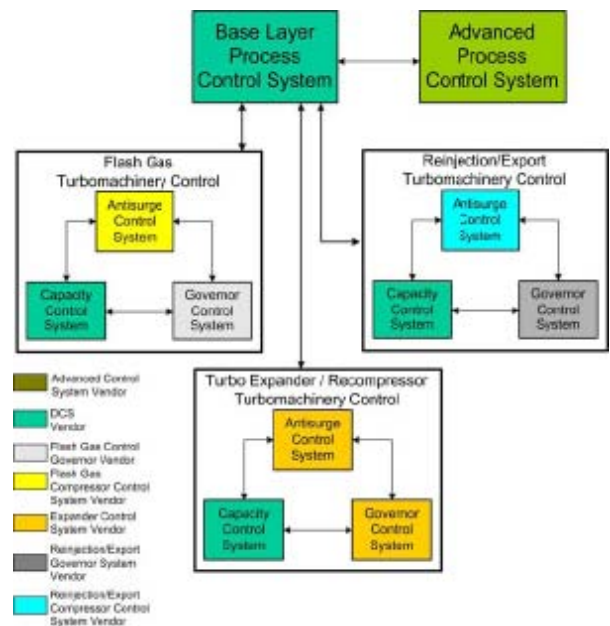 Base Layer
Process
Control System
Advanced
Process
Control System
Flash Gas
Turbomachinery Control
Antisurge
Control
System
Capacity
Control
System
Governor
Control
System
Reinjection/Export
Turbomachinery Control
Antisurge
Control
System
Capacity
Control
System
Governor
Control
System
Turbo Expander / Recompressor
Turbomachinery Control
Antisurge
Control
System
Capacity
Control
System
Governor
Control
System
Advanced Control
System Vendor
DCS
Vendor
Flash Gas Control
Governor Vendor
Flash Gas
Compressor Control
System Vendor
Expander Control
System Vendor
Reinjection/Export
Governor System
Vendor
Reinjection/Export
Compressor Control
System Vendor